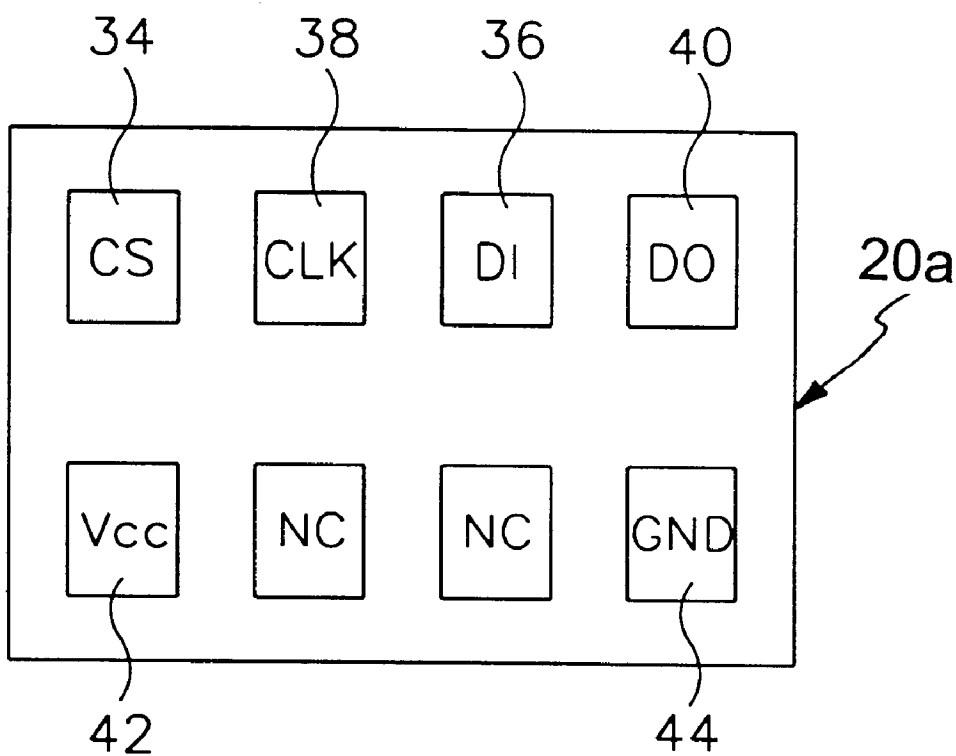 34 38 36 40
CS CLK DI DO
20a
Vcc NC NC GND
42 44